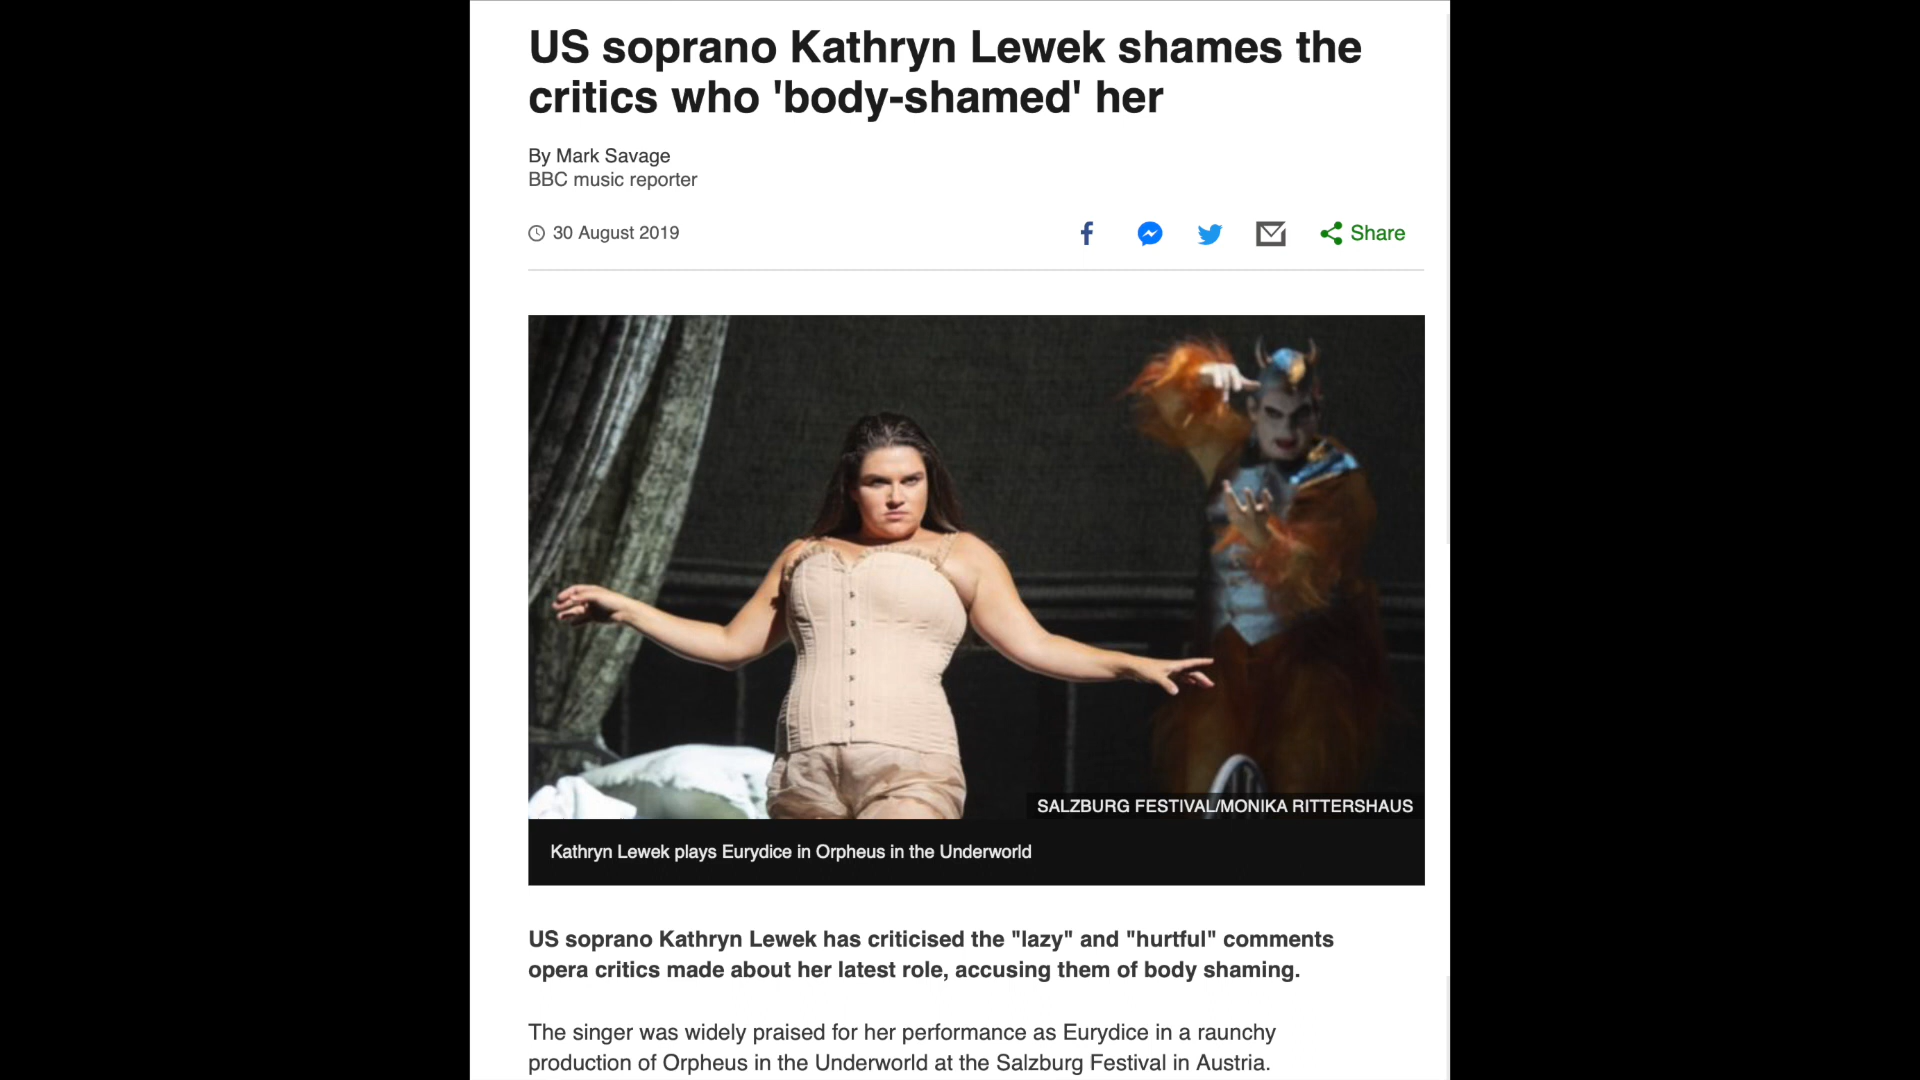 US soprano Kathryn Lewek shames the
critics who 'body-shamed' her
By Mark Savage
BBC music reporter
30 August 2019
Share
SALZBURG FESTIVAL/MONIKA RITTERSHAUS
Kathryn Lewek plays Eurydice in Orpheus in the Underworld
US soprano Kathryn Lewek has criticised the "lazy" and "hurtful" comments
opera critics made about her latest role, accusing them of body shaming.
The singer was widely praised for her performance as Eurydice in a raunchy
production of Orpheus in the Underworld at the Salzburg Festival in Austria.